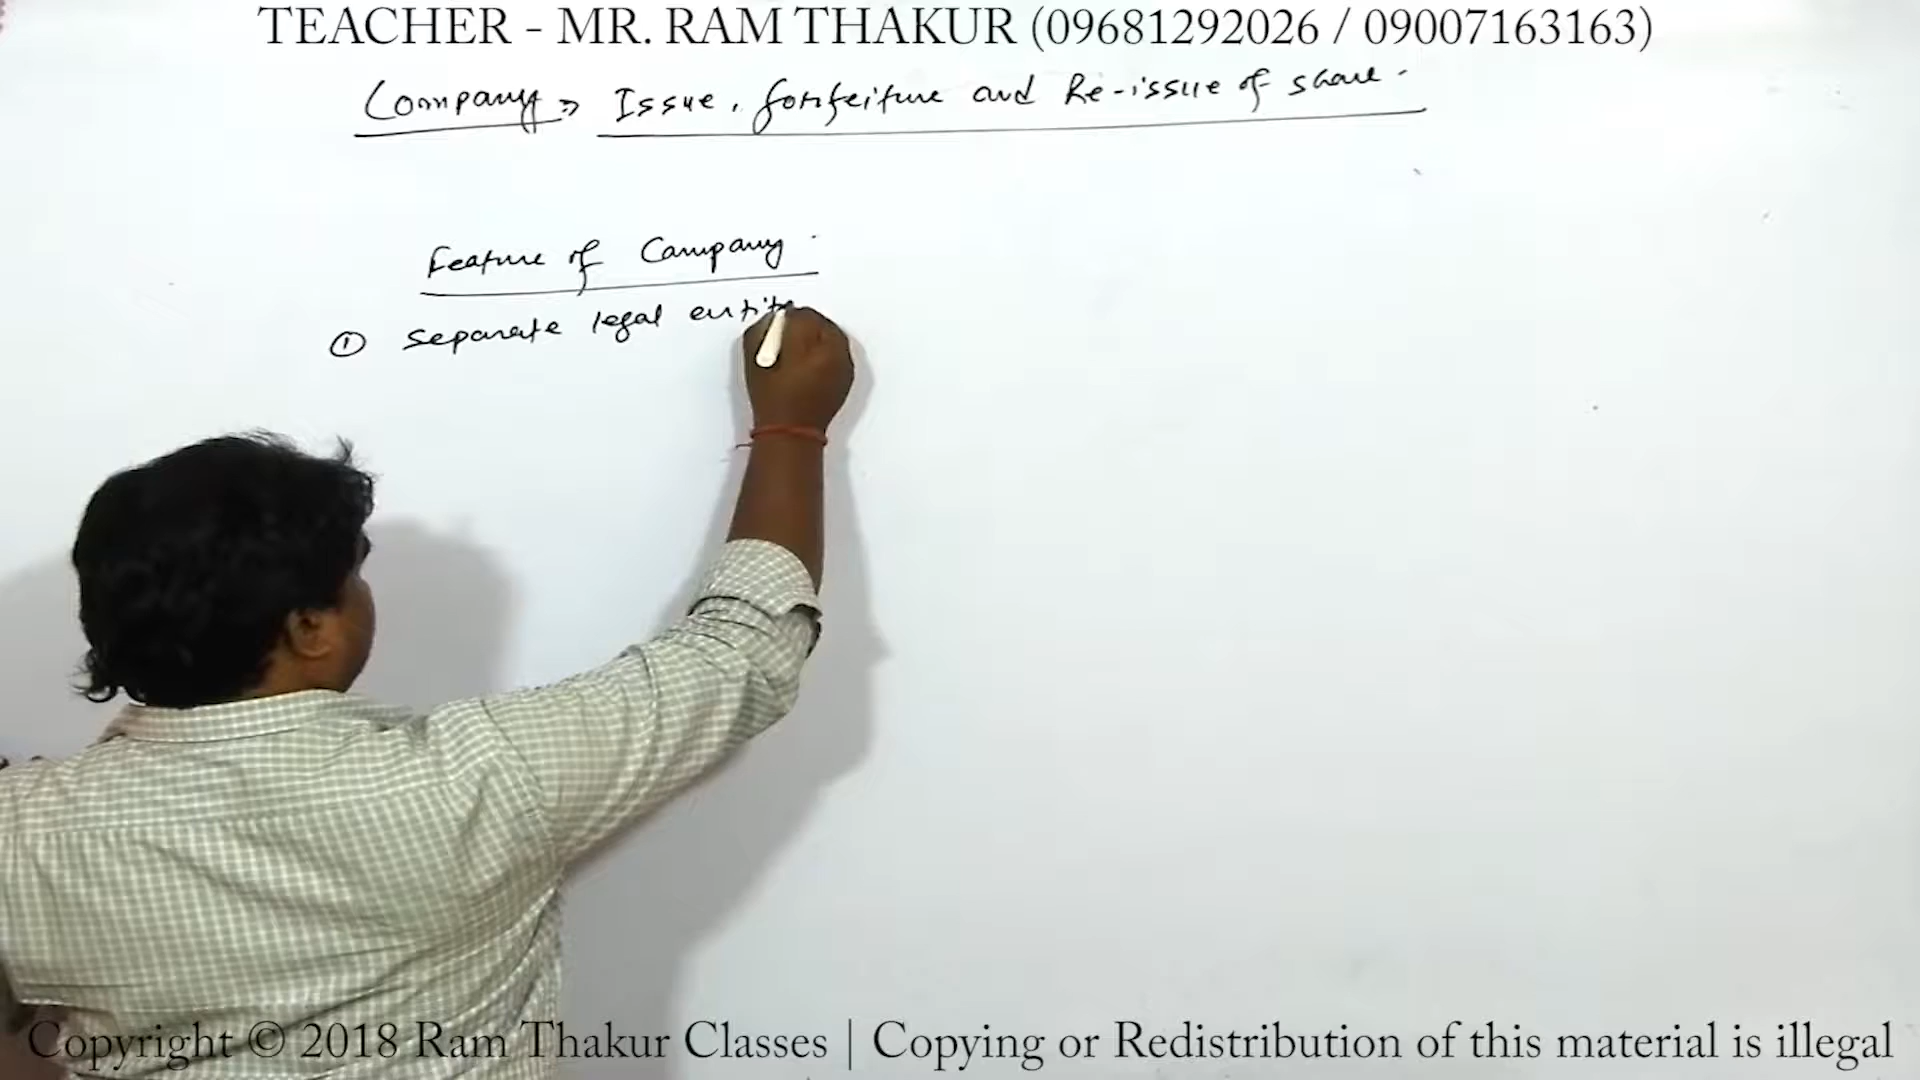 TEACHER - MR. RAM THAKUR (09681292026 / 09007163163)
Company => Issue, forfeiture and Re-issue of share.
Feature of Company.
① Separate legal entity
Copyright © 2018 Ram Thakur Classes | Copying or Redistribution of this material is illegal